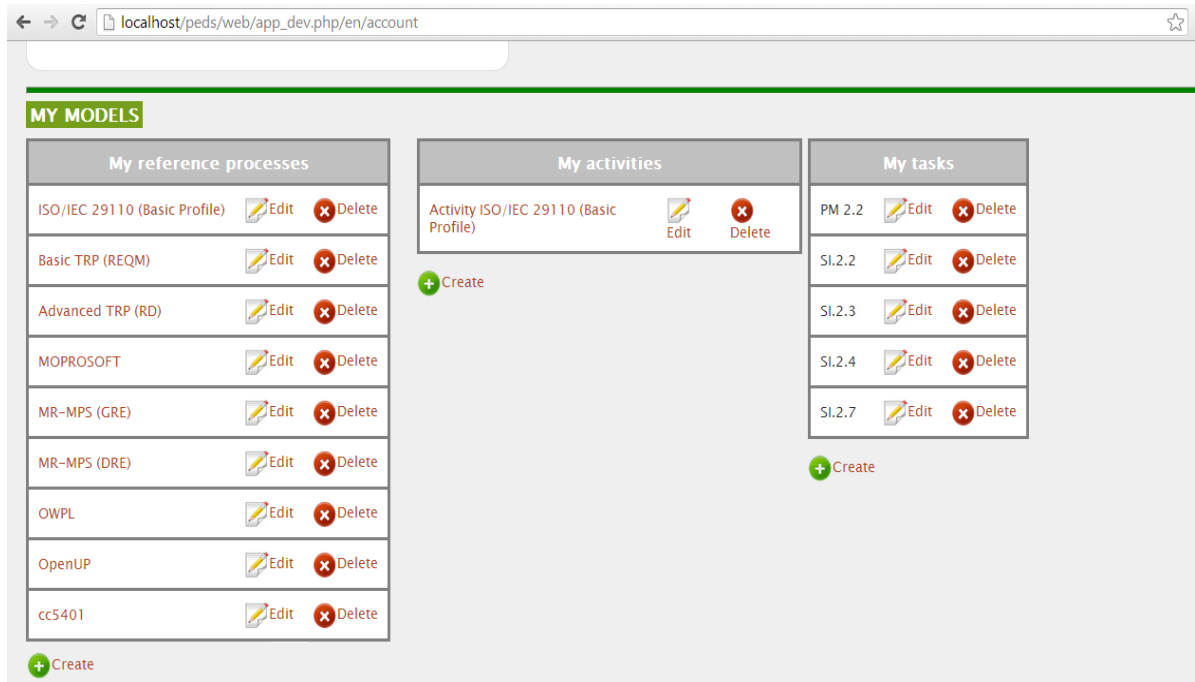 localhost/peds/web/app_dev.php/en/account
MY MODELS
My reference processes
ISO/IEC 29110 (Basic Profile) Edit Delete
Basic TRP (REQM) Edit Delete
Advanced TRP (RD) Edit Delete
MOPROSOFT Edit Delete
MR-MPS (GRE) Edit Delete
MR-MPS (DRE) Edit Delete
OWPL Edit Delete
OpenUP Edit Delete
cc5401 Edit Delete
Create
My activities
Activity ISO/IEC 29110 (Basic
Profile)
Edit Delete
Create
My tasks
PM 2.2 Edit Delete
SI.2.2 Edit Delete
SI.2.3 Edit Delete
SI.2.4 Edit Delete
SI.2.7 Edit Delete
Create